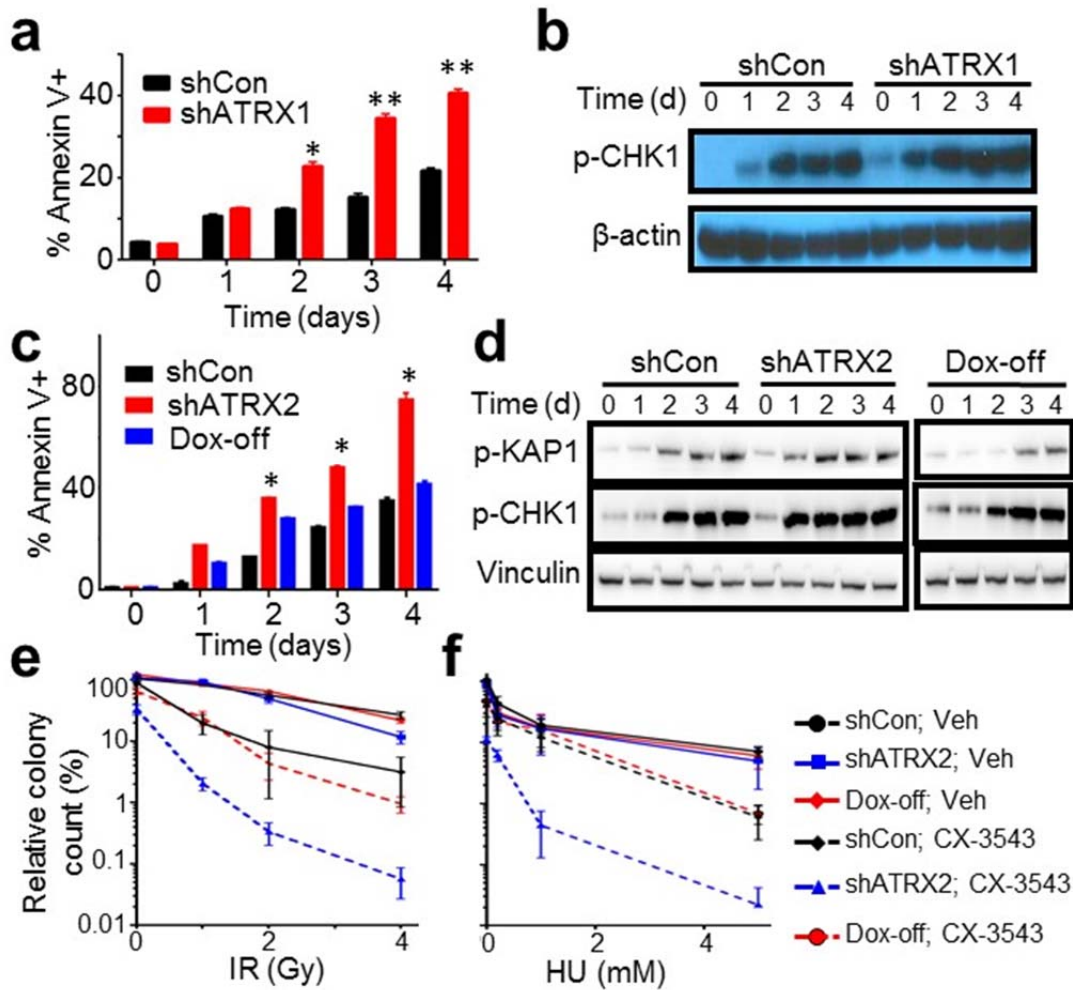 a
shCon
shATRX1
% Annexin V+
40
20
0
*
**
**
0 1 2 3 4
Time (days)
b
shCon shATRX1
Time (d) 0 1 2 3 4 0 1 2 3 4
p-CHK1
β-actin
c
shCon
shATRX2
Dox-off
% Annexin V+
80
40
0
*
*
*
0 1 2 3 4
Time (days)
d
shCon shATRX2 Dox-off
Time (d) 0 1 2 3 4 0 1 2 3 4 0 1 2 3 4
p-KAP1
p-CHK1
Vinculin
e
Relative colony
count (%)
100
10
1
0.1
0.01
0 2 4
IR (Gy)
f
0 2 4
HU (mM)
shCon; Veh
shATRX2; Veh
Dox-off; Veh
shCon; CX-3543
shATRX2; CX-3543
Dox-off; CX-3543